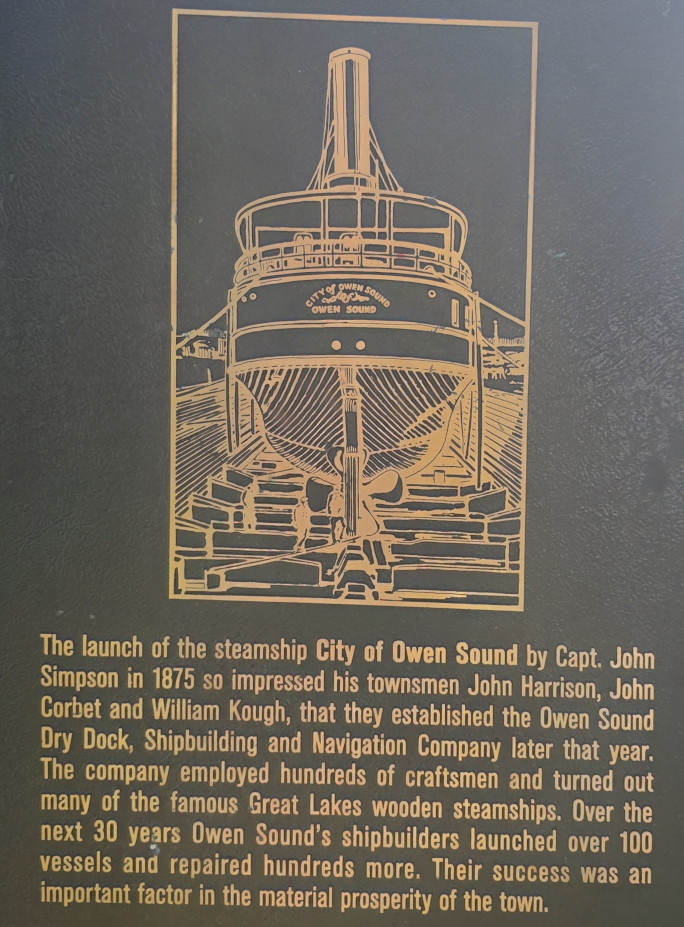 CITY OF OWEN SOUND
OWEN SOUND
The launch of the steamship City of Owen Sound by Capt. John
Simpson in 1875 so impressed his townsmen John Harrison, John
Corbet and William Kough, that they established the Owen Sound
Dry Dock, Shipbuilding and Navigation Company later that year.
The company employed hundreds of craftsmen and turned out
many of the famous Great Lakes wooden steamships. Over the
next 30 years Owen Sound's shipbuilders launched over 100
vessels and repaired hundreds more. Their success was an
important factor in the material prosperity of the town.